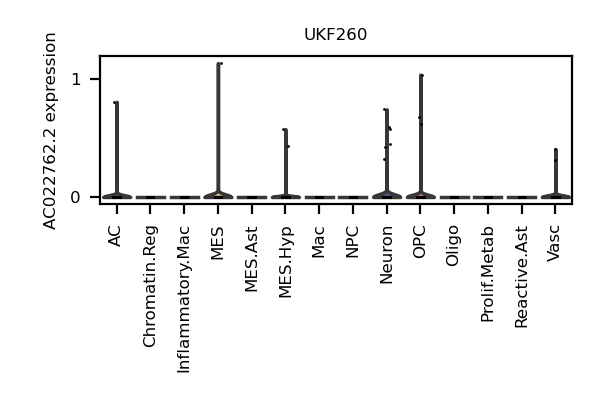 UKF260
AC022762.2 expression
1
0
AC
Chromatin.Reg
Inflammatory.Mac
MES
MES.Ast
MES.Hyp
Mac
NPC
Neuron
OPC
Oligo
Prolif.Metab
Reactive.Ast
Vasc